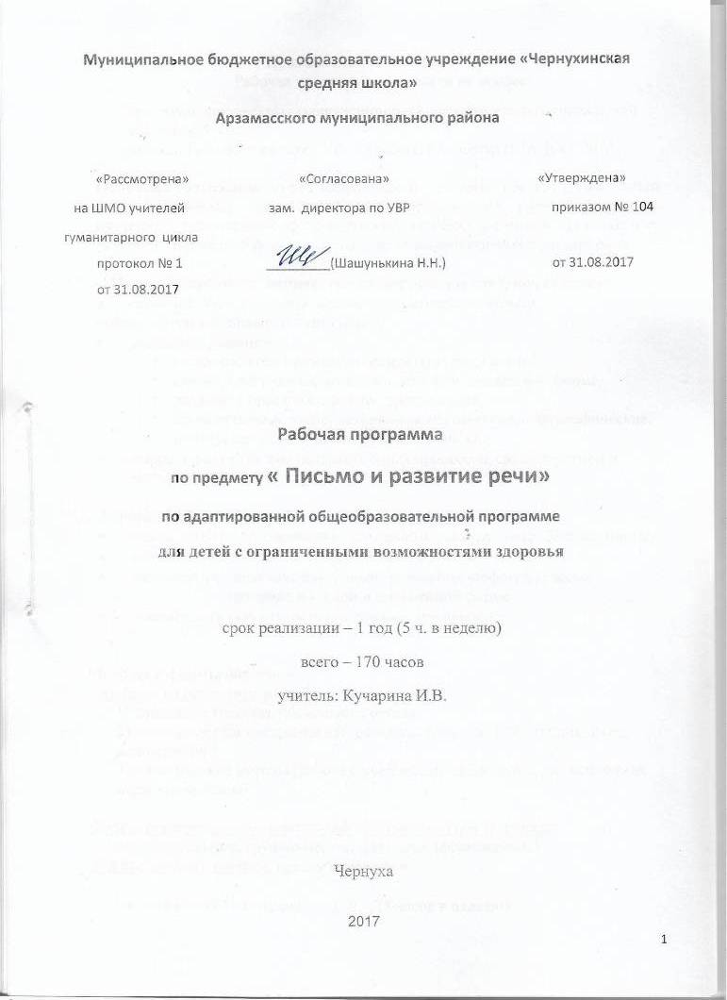 Муниципальное бюджетное образовательное учреждение «Чернухинская
средняя школа»
Арзамасского муниципального района
«Рассмотрена» «Согласована» «Утверждена»
на ШМО учителей зам. директора по УВР приказом № 104
гуманитарного цикла
протокол № 1 _________(Шашунькина Н.Н.) от 31.08.2017
от 31.08.2017
Рабочая программа
по предмету « Письмо и развитие речи»
по адаптированной общеобразовательной программе
для детей с ограниченными возможностями здоровья
срок реализации – 1 год (5 ч. в неделю)
всего – 170 часов
учитель: Кучарина И.В.
Чернуха
2017
1